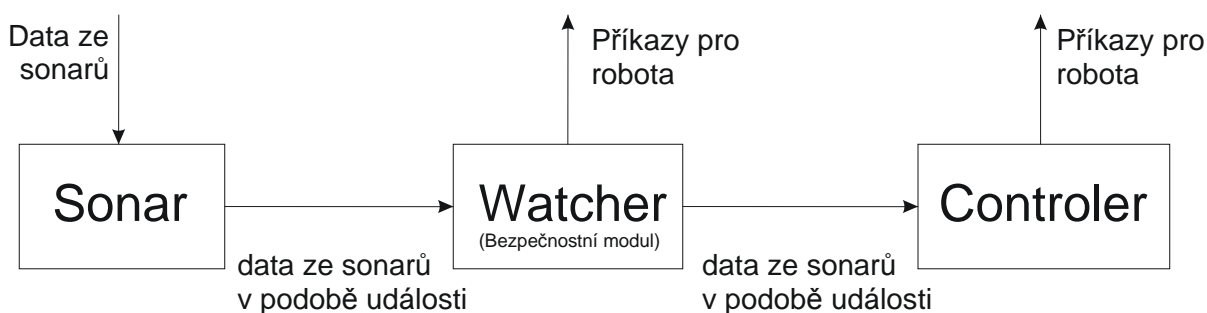 Data ze
sonarů
Příkazy pro
robota
Příkazy pro
robota
Sonar
Watcher
(Bezpečnostní modul)
Controler
data ze sonarů
v podobě události
data ze sonarů
v podobě události